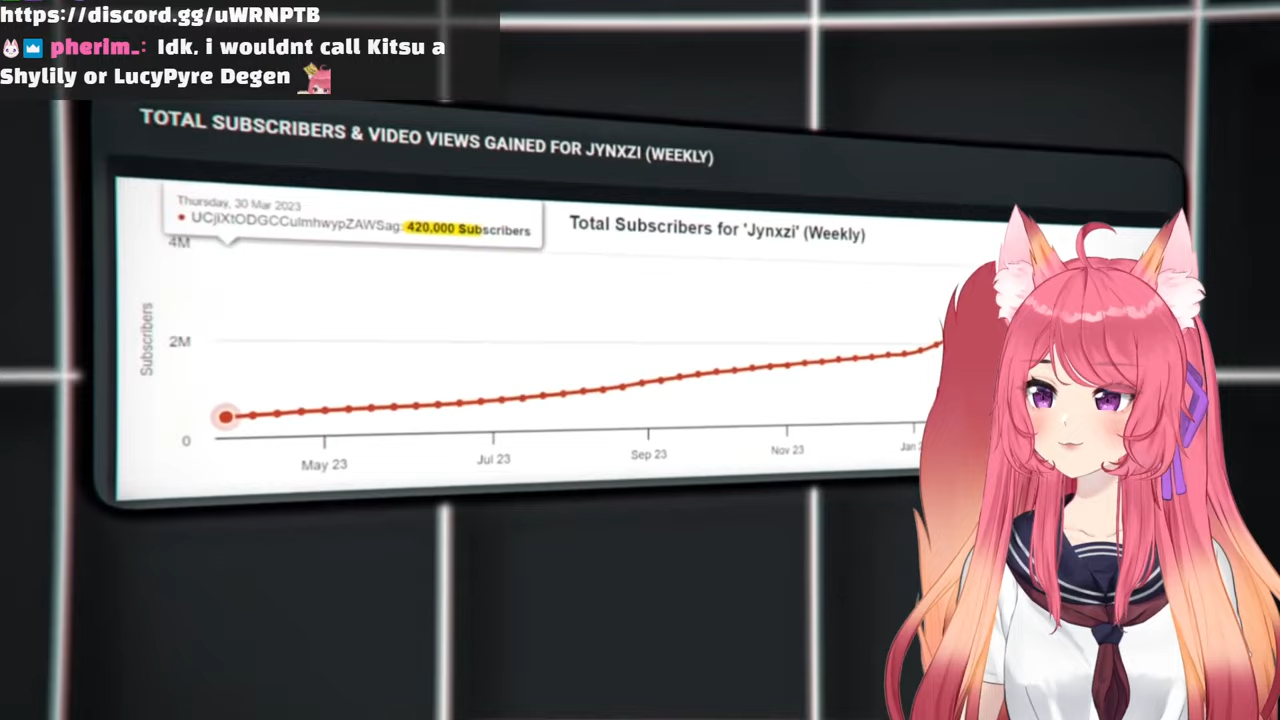 https://discord.gg/uWRNPTB
pherim_: Idk, i wouldnt call Kitsu a
Shylily or LucyPyre Degen
TOTAL SUBSCRIBERS & VIDEO VIEWS GAINED FOR JYNXZI (WEEKLY)
Thursday, 30 Mar 2023
420,000 Subscribers
Total Subscribers for 'Jynxzi' (Weekly)
4M
Subscribers
2M
0
May 23
Jul 23
Sep 23
Nov 23
Jan